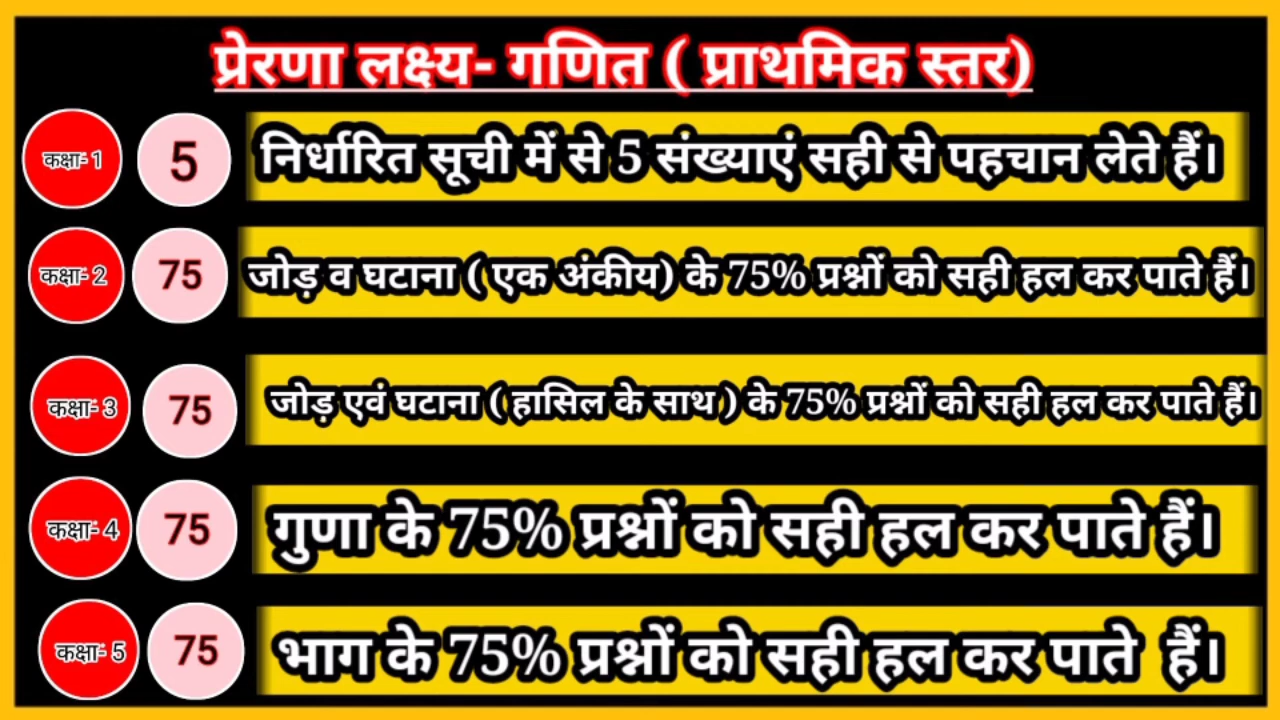 प्रेरणा लक्ष्य- गणित ( प्राथमिक स्तर)
कक्षा- 1 5 निर्धारित सूची में से 5 संख्याएं सही से पहचान लेते हैं।
कक्षा- 2 75 जोड़ व घटाना ( एक अंकीय) के 75% प्रश्नों को सही हल कर पाते हैं।
कक्षा- 3 75 जोड़ एवं घटाना ( हासिल के साथ ) के 75% प्रश्नों को सही हल कर पाते हैं।
कक्षा- 4 75 गुणा के 75% प्रश्नों को सही हल कर पाते हैं।
कक्षा- 5 75 भाग के 75% प्रश्नों को सही हल कर पाते हैं।